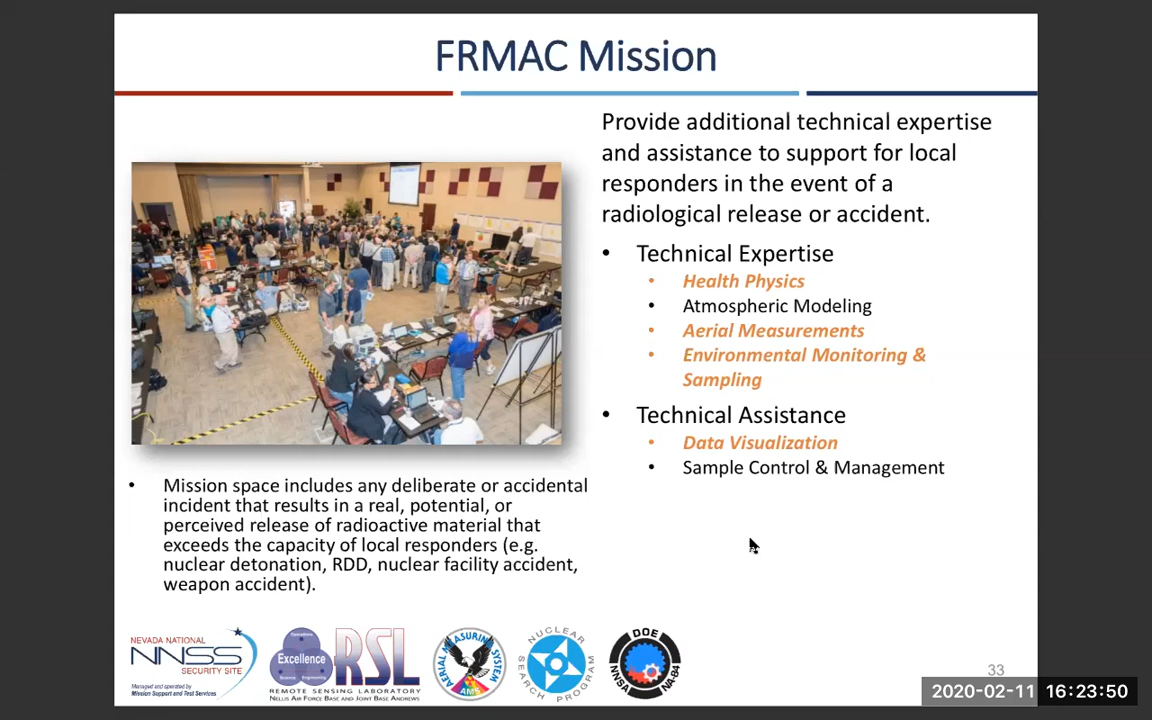 FRMAC Mission
Provide additional technical expertise
and assistance to support for local
responders in the event of a
radiological release or accident.
• Technical Expertise
• Health Physics
• Atmospheric Modeling
• Aerial Measurements
• Environmental Monitoring &
Sampling
• Technical Assistance
• Data Visualization
• Sample Control & Management
• Mission space includes any deliberate or accidental
incident that results in a real, potential, or
perceived release of radioactive material that
exceeds the capacity of local responders (e.g.
nuclear detonation, RDD, nuclear facility accident,
weapon accident).
NEVADA NATIONAL
NNSS
SECURITY SITE
Managed and operated by
Mission Support and Test Services
Operations
Excellence
Science
Engineering
RSL
REMOTE SENSING LABORATORY
NELLIS AIR FORCE BASE AND JOINT BASE ANDREWS
AERIAL MEASURING SYSTEM
AMS
NUCLEAR
SEARCH PROGRAM
DOE
NNSA
NA-84
33
2020-02-11 16:23:50